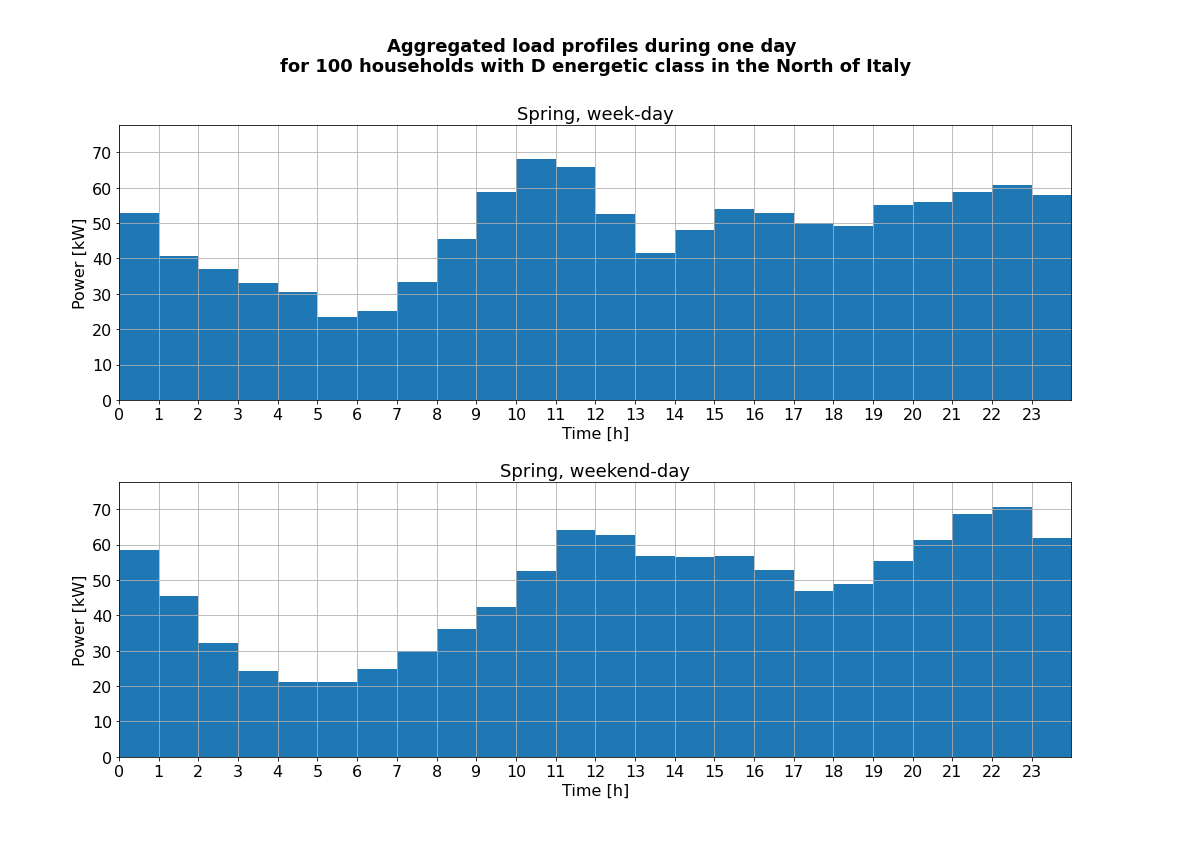 Aggregated load profiles during one day
for 100 households with D energetic class in the North of Italy
Spring, week-day
70
60
50
40
30
20
10
0
Power [kW]
0 1 2 3 4 5 6 7 8 9 10 11 12 13 14 15 16 17 18 19 20 21 22 23
Time [h]
Spring, weekend-day
70
60
50
40
30
20
10
0
Power [kW]
0 1 2 3 4 5 6 7 8 9 10 11 12 13 14 15 16 17 18 19 20 21 22 23
Time [h]